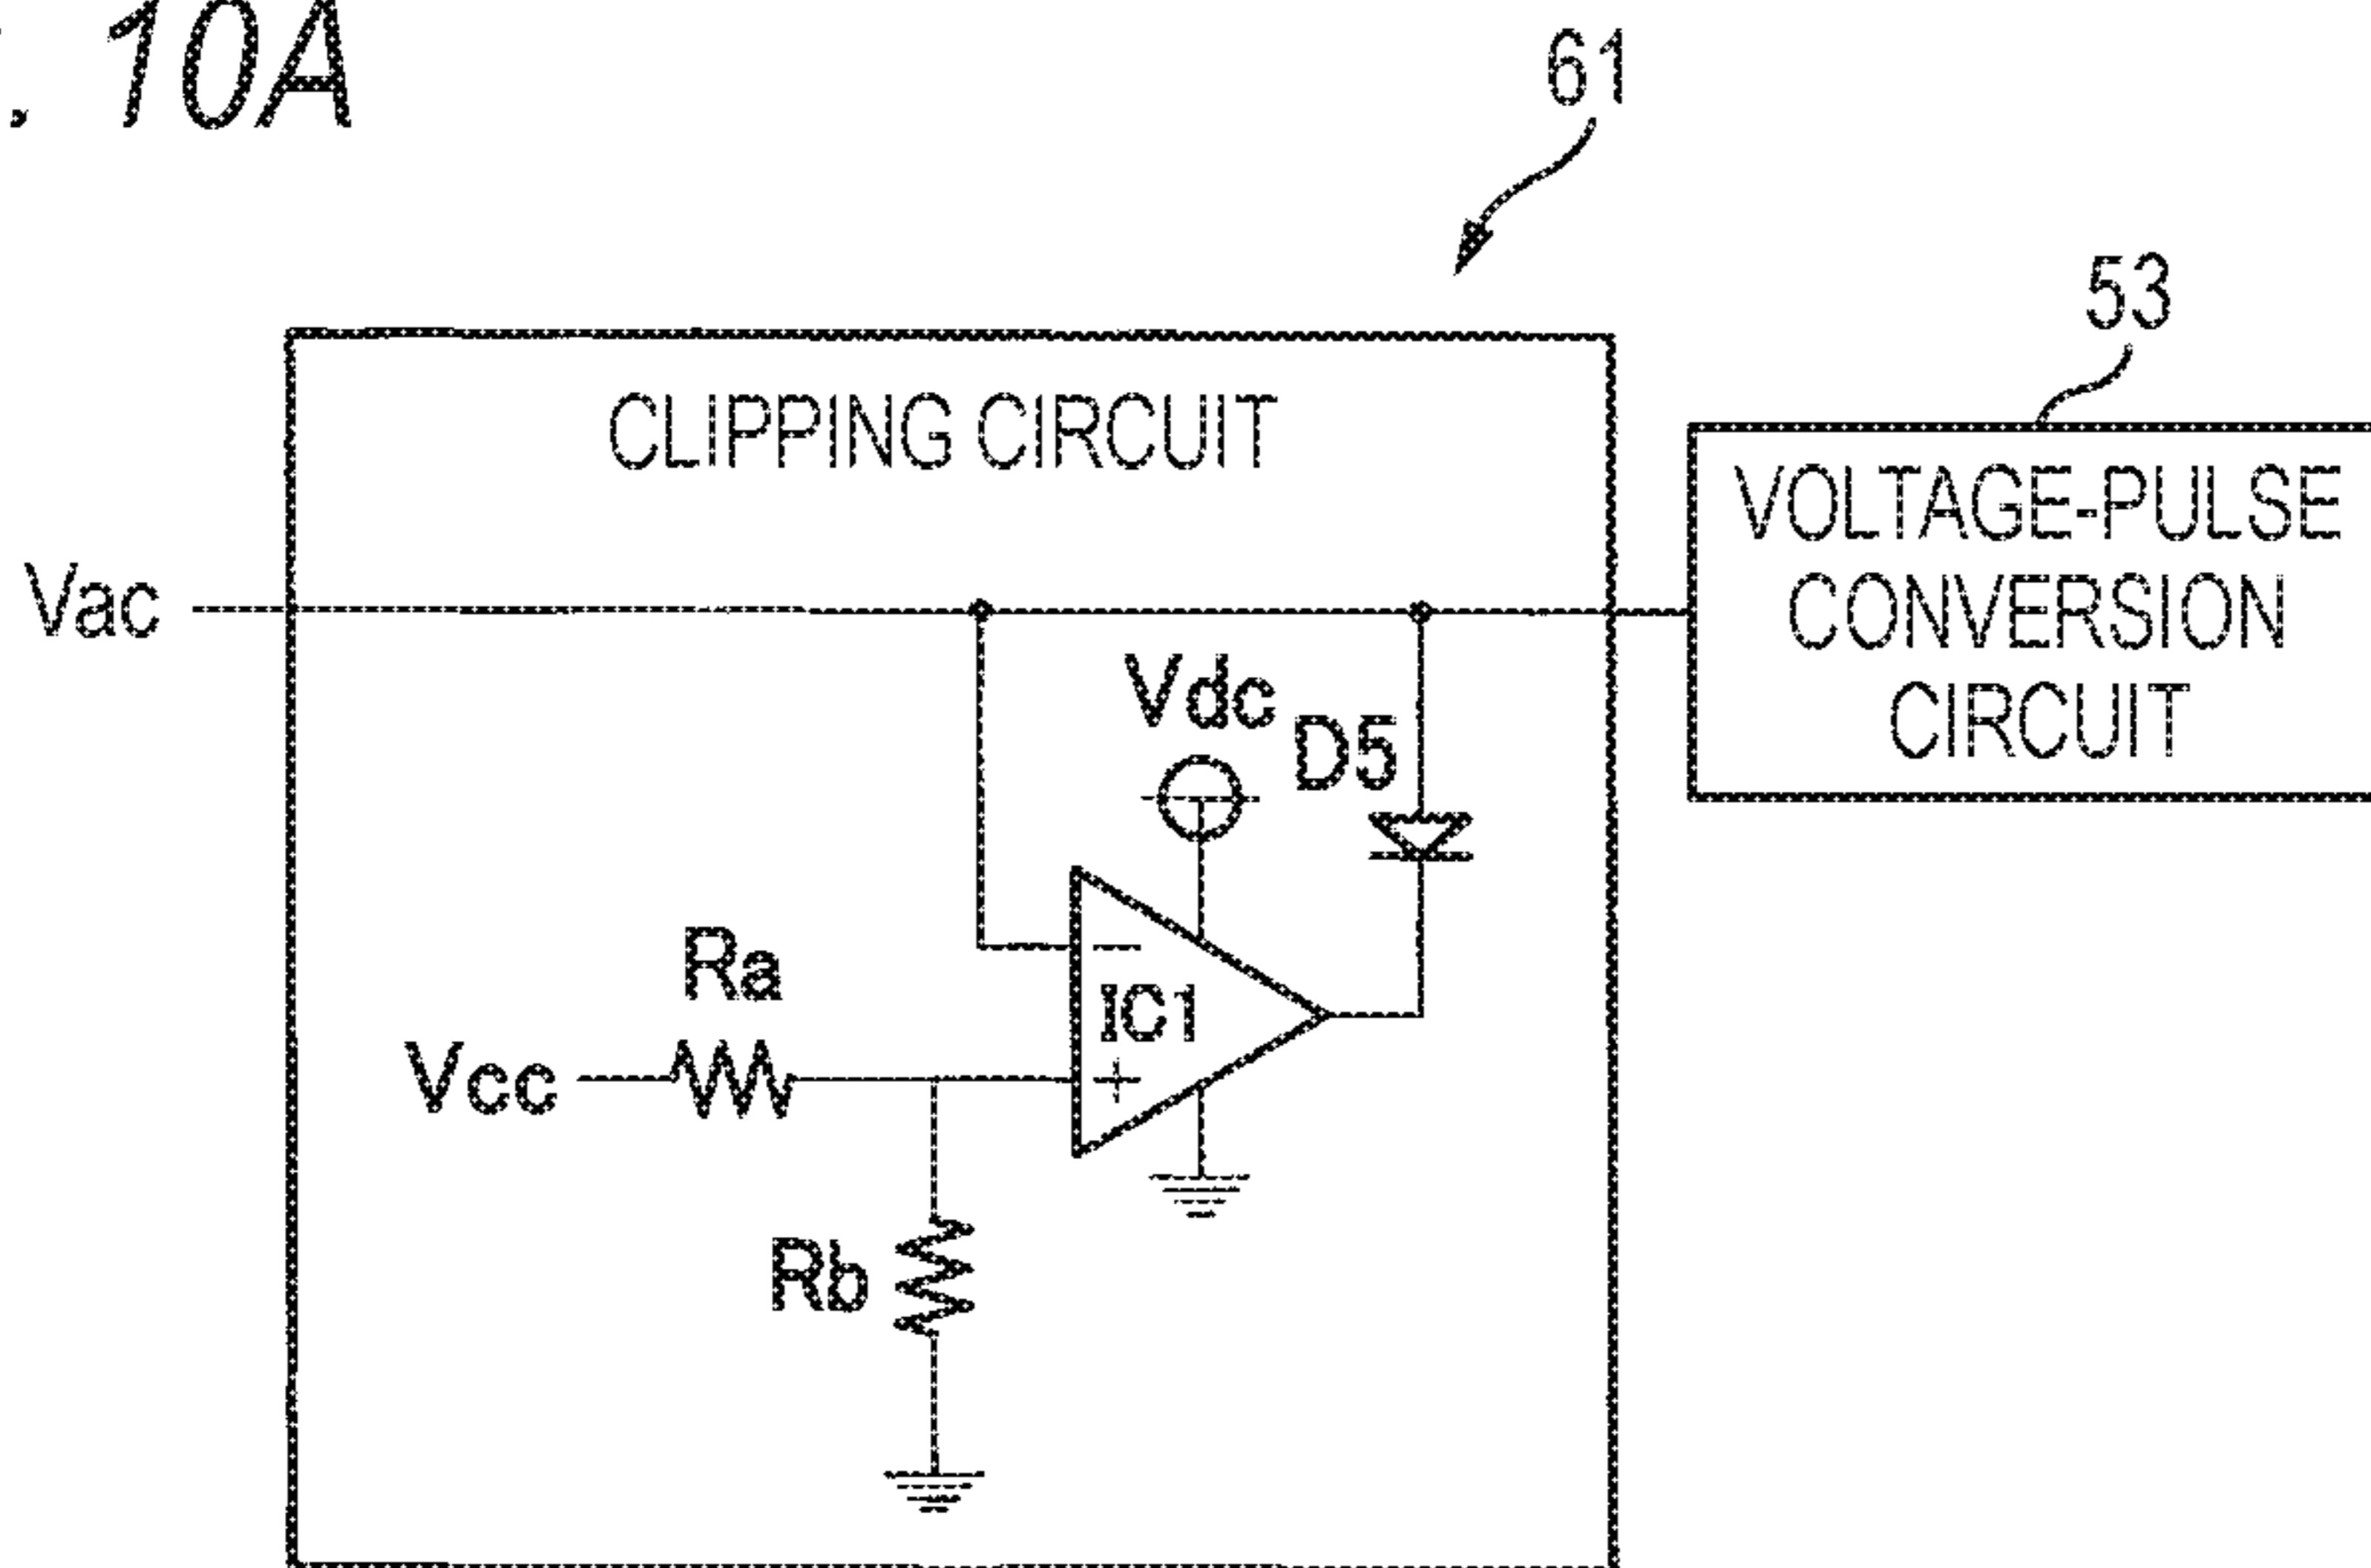 . 10A
61
53
CLIPPING CIRCUIT
VOLTAGE-PULSE
CONVERSION
CIRCUIT
Vac
Vdc
D5
Ra
IC1
Vcc
Rb